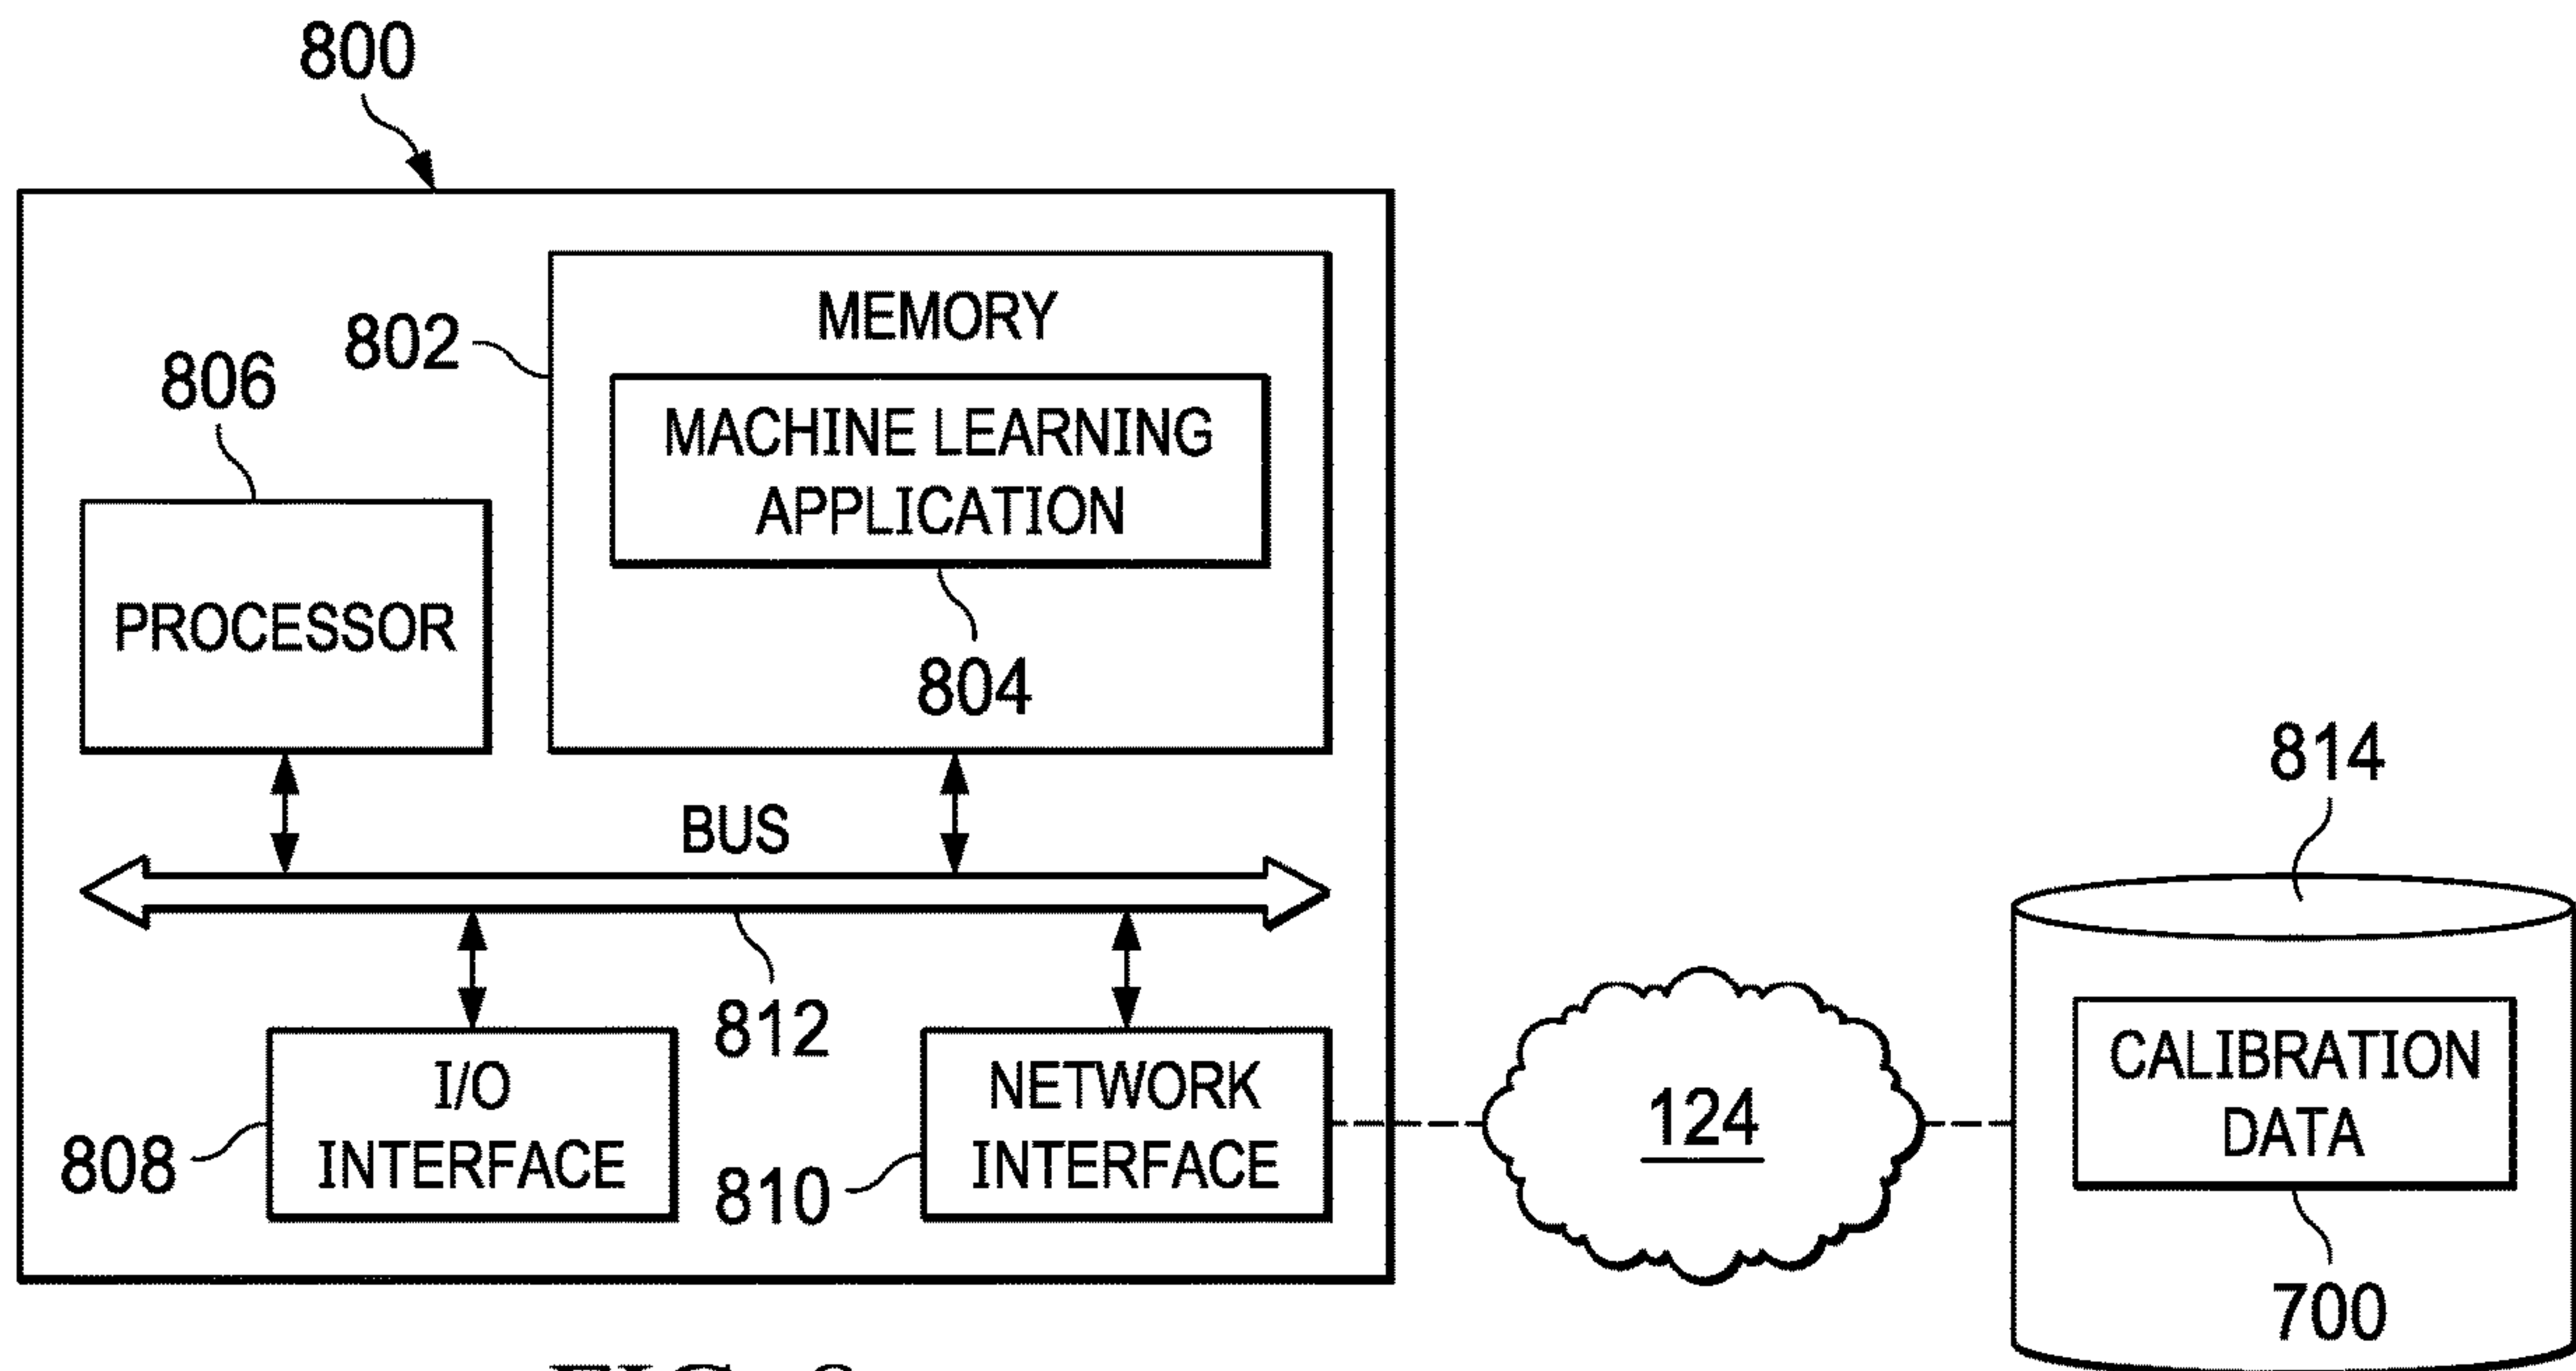 800
802
MEMORY
806
MACHINE LEARNING
APPLICATION
PROCESSOR
804
814
BUS
812
I/O
INTERFACE
808
NETWORK
INTERFACE
810
124
CALIBRATION
DATA
700